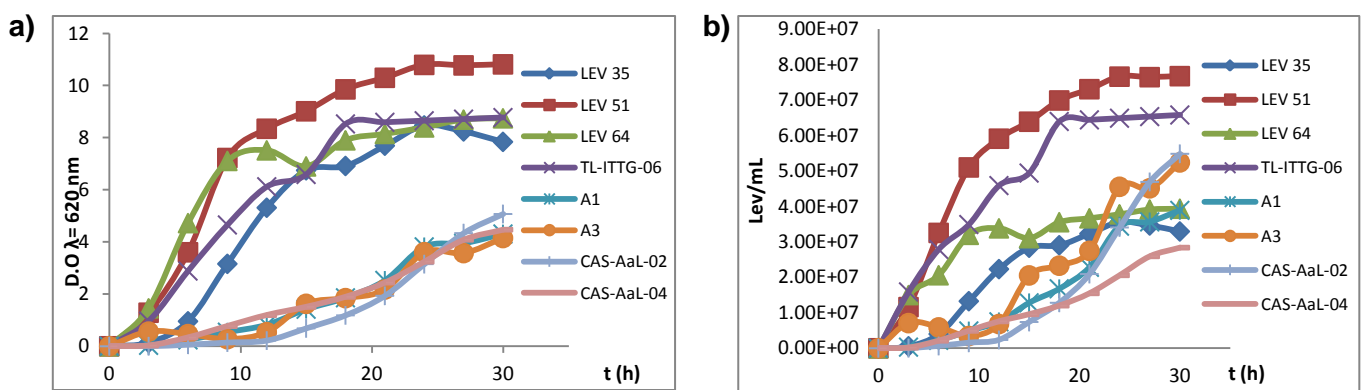 a)
D.O λ= 620 nm
12
10
8
6
4
2
0
0
10
20
30
t (h)
LEV 35
LEV 51
LEV 64
TL-ITTG-06
A1
A3
CAS-AaL-02
CAS-AaL-04
b)
Lev/mL
9.00E+07
8.00E+07
7.00E+07
6.00E+07
5.00E+07
4.00E+07
3.00E+07
2.00E+07
1.00E+07
0.00E+00
0
10
20
30
t (h)
LEV 35
LEV 51
LEV 64
TL-ITTG-06
A1
A3
CAS-AaL-02
CAS-AaL-04